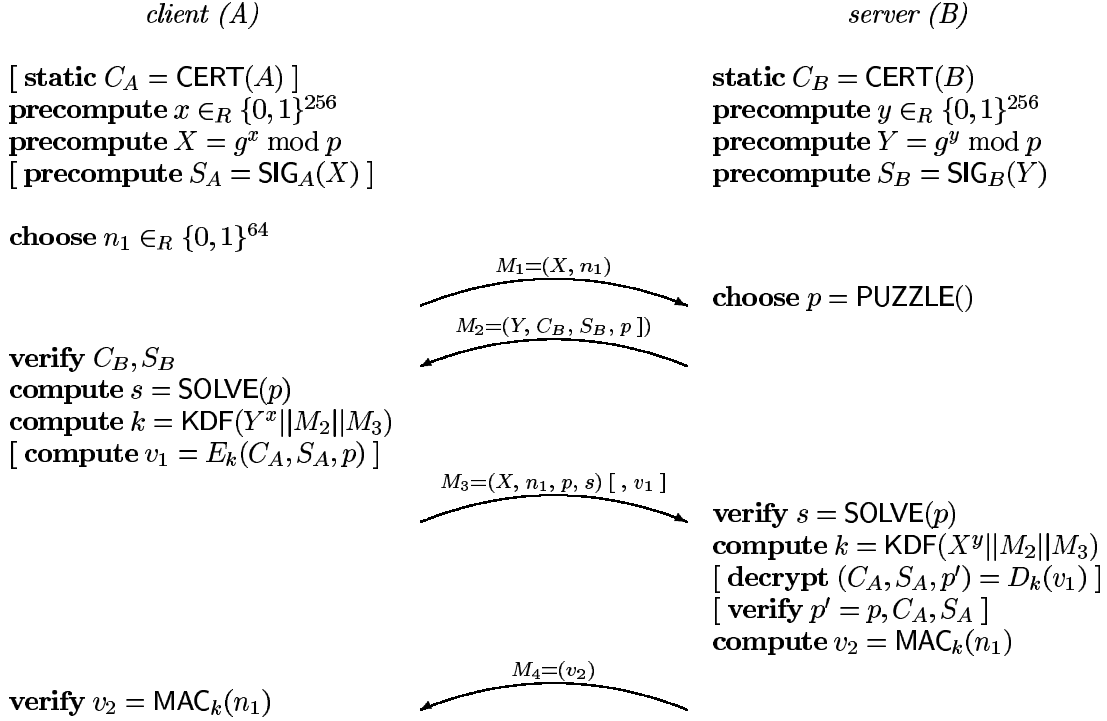 client (A) server (B)
[ static C_A = CERT(A) ] static C_B = CERT(B)
precompute x ∈_R {0, 1}^256 precompute y ∈_R {0, 1}^256
precompute X = g^x mod p precompute Y = g^y mod p
[ precompute S_A = SIG_A(X) ] precompute S_B = SIG_B(Y)
choose n_1 ∈_R {0, 1}^64
M_1=(X, n_1)
choose p = PUZZLE()
M_2=(Y, C_B, S_B, p ])
verify C_B, S_B
compute s = SOLVE(p)
compute k = KDF(Y^x||M_2||M_3)
[ compute v_1 = E_k(C_A, S_A, p) ]
M_3=(X, n_1, p, s) [ , v_1 ]
verify s = SOLVE(p)
compute k = KDF(X^y||M_2||M_3)
[ decrypt (C_A, S_A, p′) = D_k(v_1) ]
[ verify p′ = p, C_A, S_A ]
compute v_2 = MAC_k(n_1)
M_4=(v_2)
verify v_2 = MAC_k(n_1)